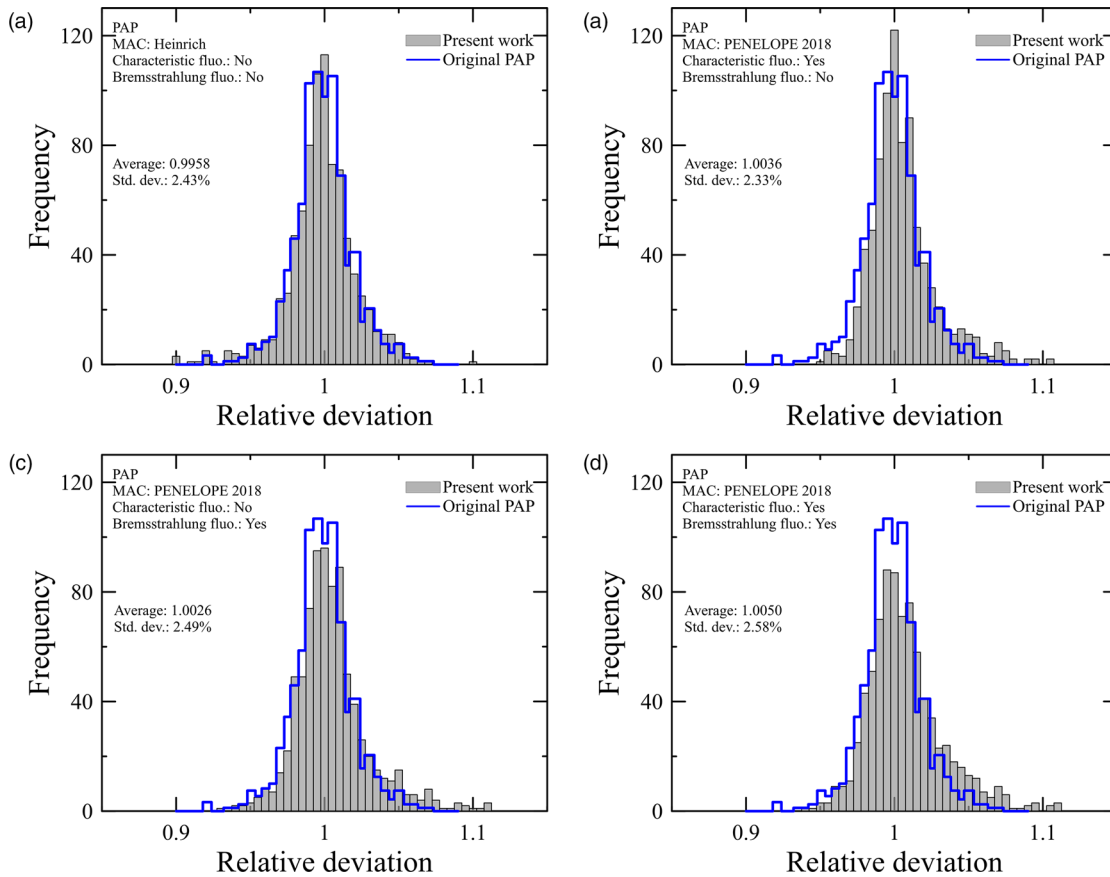 (a)
PAP
MAC: Heinrich
Characteristic fluo.: No
Bremsstrahlung fluo.: No
Present work
Original PAP
Average: 0.9958
Std. dev.: 2.43%
Frequency
120
80
40
0
0.9 1 1.1
Relative deviation
(a)
PAP
MAC: PENELOPE 2018
Characteristic fluo.: Yes
Bremsstrahlung fluo.: No
Present work
Original PAP
Average: 1.0036
Std. dev.: 2.33%
Frequency
120
80
40
0
0.9 1 1.1
Relative deviation
(c)
PAP
MAC: PENELOPE 2018
Characteristic fluo.: No
Bremsstrahlung fluo.: Yes
Present work
Original PAP
Average: 1.0026
Std. dev.: 2.49%
Frequency
120
80
40
0
0.9 1 1.1
Relative deviation
(d)
PAP
MAC: PENELOPE 2018
Characteristic fluo.: Yes
Bremsstrahlung fluo.: Yes
Present work
Original PAP
Average: 1.0050
Std. dev.: 2.58%
Frequency
120
80
40
0
0.9 1 1.1
Relative deviation